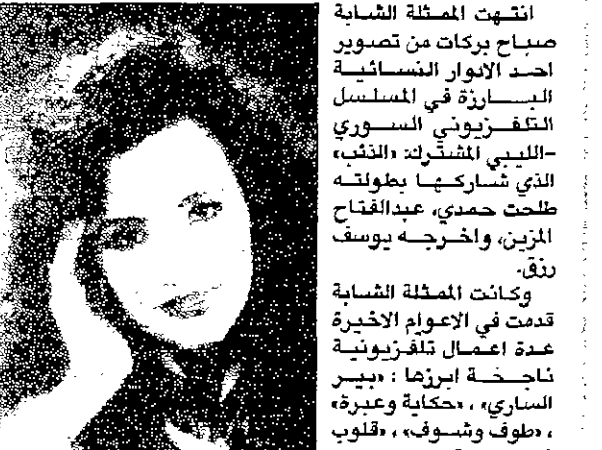 انتهت الممثلة الشابة
صباح بركات من تصوير
احد الادوار النسائية
البارزة في المسلسل
التلفزيوني السوري
-الليبي المشترك: «الذئب»
الذي شاركها بطولته
طلحت حمدي، عبدالفتاح
المزين، واخرجه يوسف
رزق.
وكانت الممثلة الشابة
قدمت في الاعوام الاخيرة
عدة اعمال تلفزيونية
ناجحة ابرزها : «بير
الساري» ، «حكاية وعبرة»
، «طوف وشوف» ، «قلوب